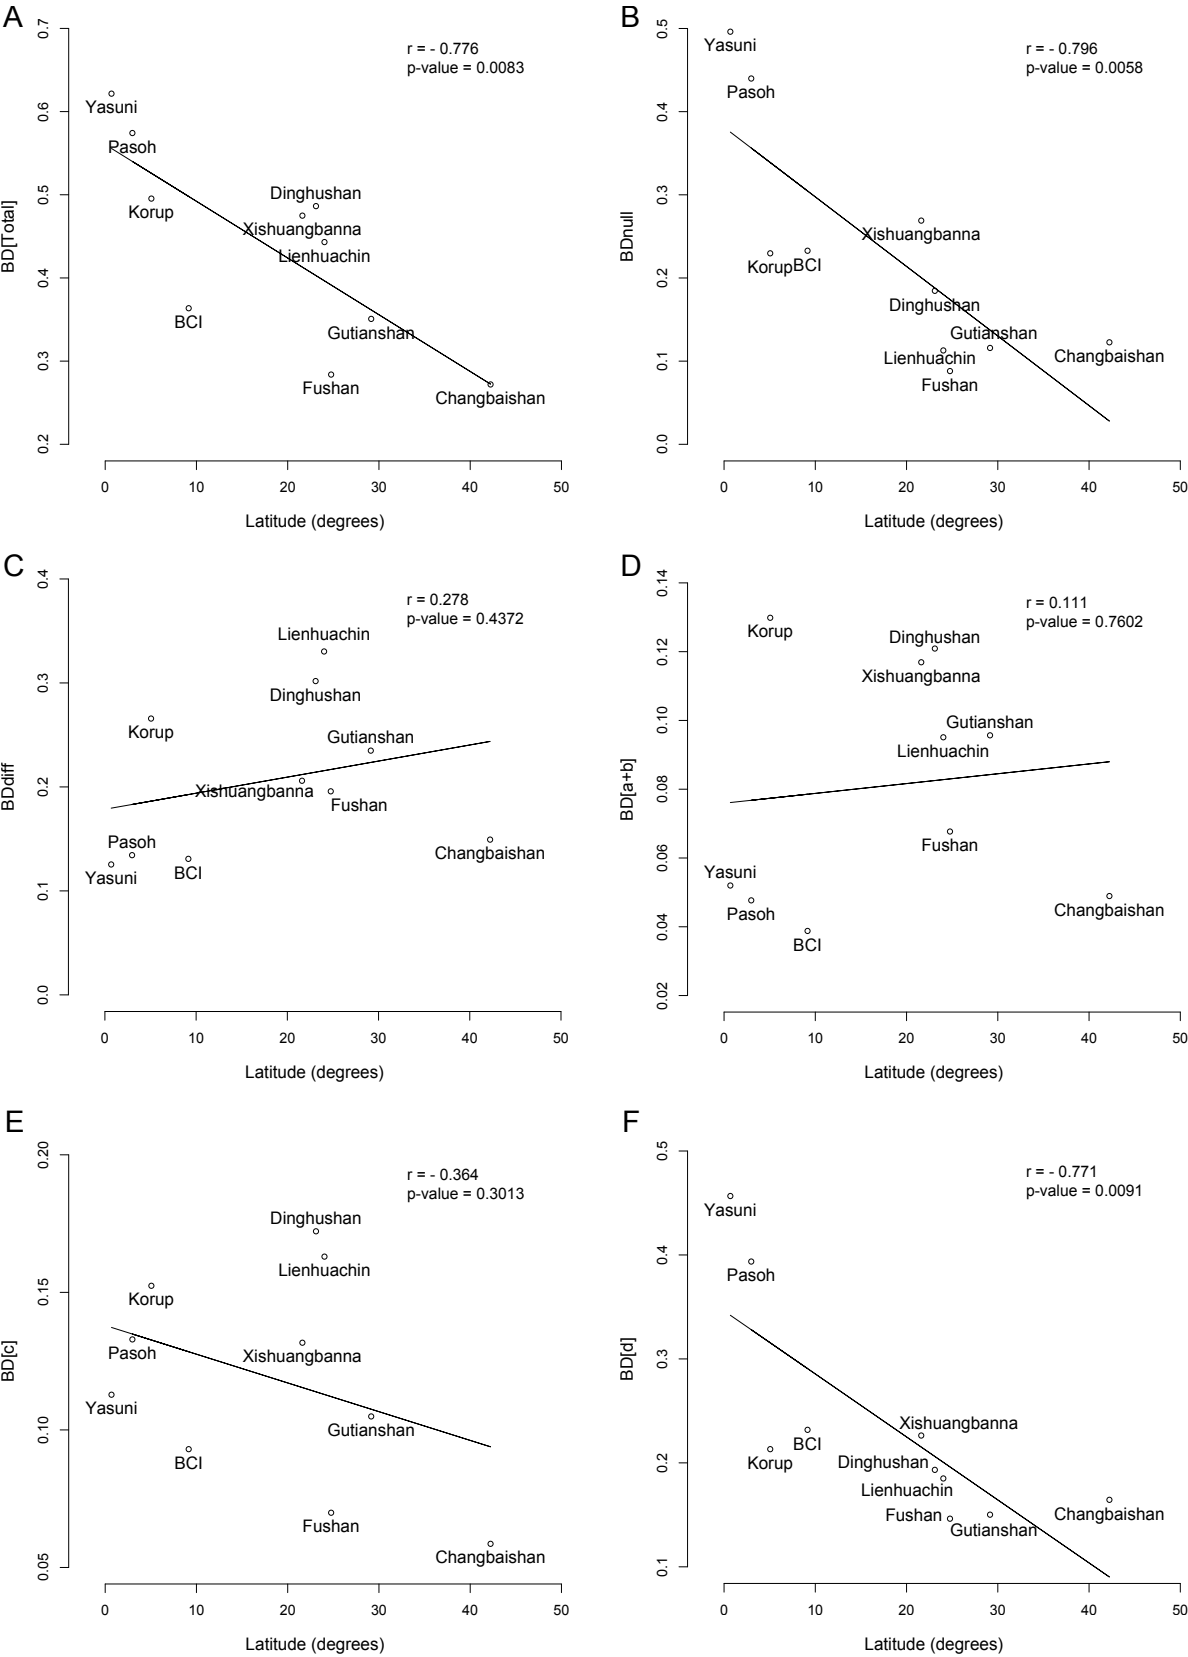 A
r = - 0.776
p-value = 0.0083
BD[Total]
0.7
0.6
0.5
0.4
0.3
0.2
Yasuni
Pasoh
Dinghushan
Korup
Xishuangbanna
Lienhuachin
BCI
Gutianshan
Fushan
Changbaishan
0 10 20 30 40 50
Latitude (degrees)
B
r = - 0.796
p-value = 0.0058
BDnull
0.5
0.4
0.3
0.2
0.1
0.0
Yasuni
Pasoh
Xishuangbanna
Korup BCI
Dinghushan
Gutianshan
Lienhuachin
Changbaishan
Fushan
0 10 20 30 40 50
Latitude (degrees)
C
r = 0.278
p-value = 0.4372
BDdiff
0.4
0.3
0.2
0.1
0.0
Lienhuachin
Dinghushan
Korup
Gutianshan
Xishuangbanna
Fushan
Pasoh
Changbaishan
BCI
Yasuni
0 10 20 30 40 50
Latitude (degrees)
D
r = 0.111
p-value = 0.7602
BD[a+b]
0.14
0.12
0.10
0.08
0.06
0.04
0.02
Korup
Dinghushan
Xishuangbanna
Gutianshan
Lienhuachin
Fushan
Yasuni
Pasoh
Changbaishan
BCI
0 10 20 30 40 50
Latitude (degrees)
E
r = - 0.364
p-value = 0.3013
BD[c]
0.20
0.15
0.10
0.05
Dinghushan
Lienhuachin
Korup
Pasoh
Xishuangbanna
Yasuni
Gutianshan
BCI
Fushan
Changbaishan
0 10 20 30 40 50
Latitude (degrees)
F
r = - 0.771
p-value = 0.0091
BD[d]
0.5
0.4
0.3
0.2
0.1
Yasuni
Pasoh
Xishuangbanna
BCI
Korup
Dinghushan
Lienhuachin
Fushan
Changbaishan
Gutianshan
0 10 20 30 40 50
Latitude (degrees)